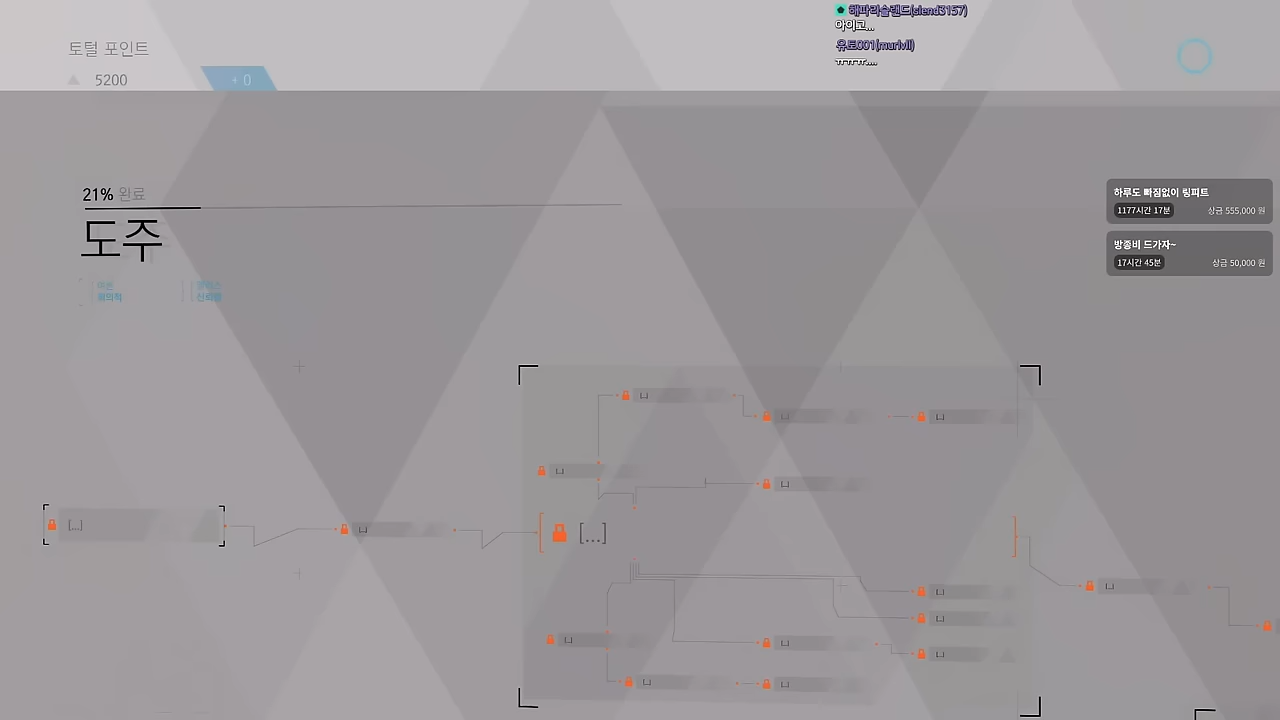 해파리슬랜드(slend3157)
아이고...
유토001(murlvll)
ㅠㅠㅠ....
토털 포인트
5200
+ 0
21% 완료
도주
하루도 빠짐없이 링피트
1177시간 17분
상금 555,000 원
방종비 드가자~
17시간 45분
상금 50,000 원
[...]
[...]